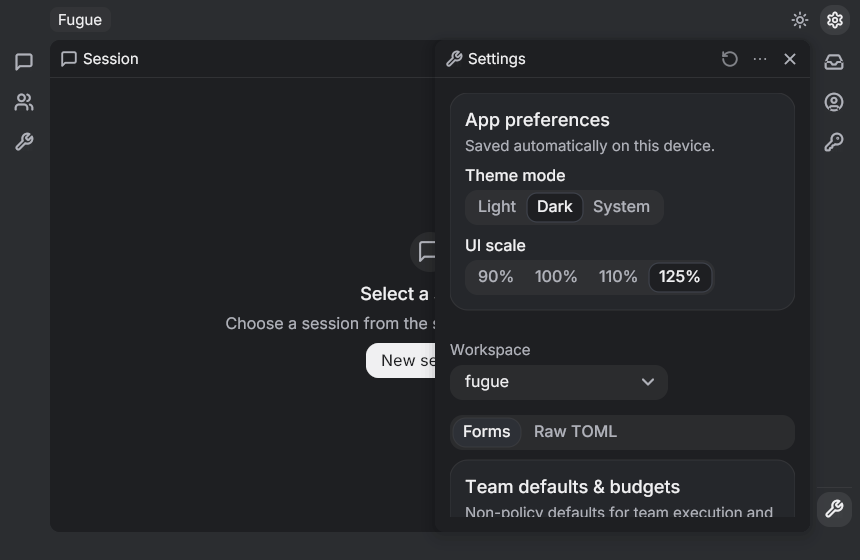 Fugue
Session
Settings
App preferences
Saved automatically on this device.
Theme mode
Light Dark System
UI scale
90% 100% 110% 125%
Select a
Choose a session from the
New se
Workspace
fugue
Forms Raw TOML
Team defaults & budgets
Non-policy defaults for team execution and